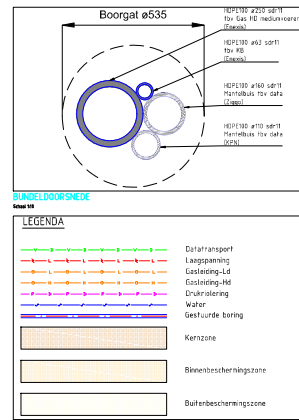 Boorgat ø535
HDPE100 ø250 sdr11
tbv Gas HD mediumvoerend
(Enexis)
HDPE100 ø63 sdr11
tbv KB
(Enexis)
HDPE100 ø160 sdr11
Mantelbuis tbv data
(Ziggo)
HDPE100 ø110 sdr11
Mantelbuis tbv data
(KPN)
BUNDELDOORSNEDE
Schaal 1:10
LEGENDA
Datatransport
Laagspanning
Gasleiding-Ld
Gasleiding-Hd
Drukriolering
Water
Gestuurde boring
Kernzone
Binnenbeschermingszone
Buitenbeschermingszone